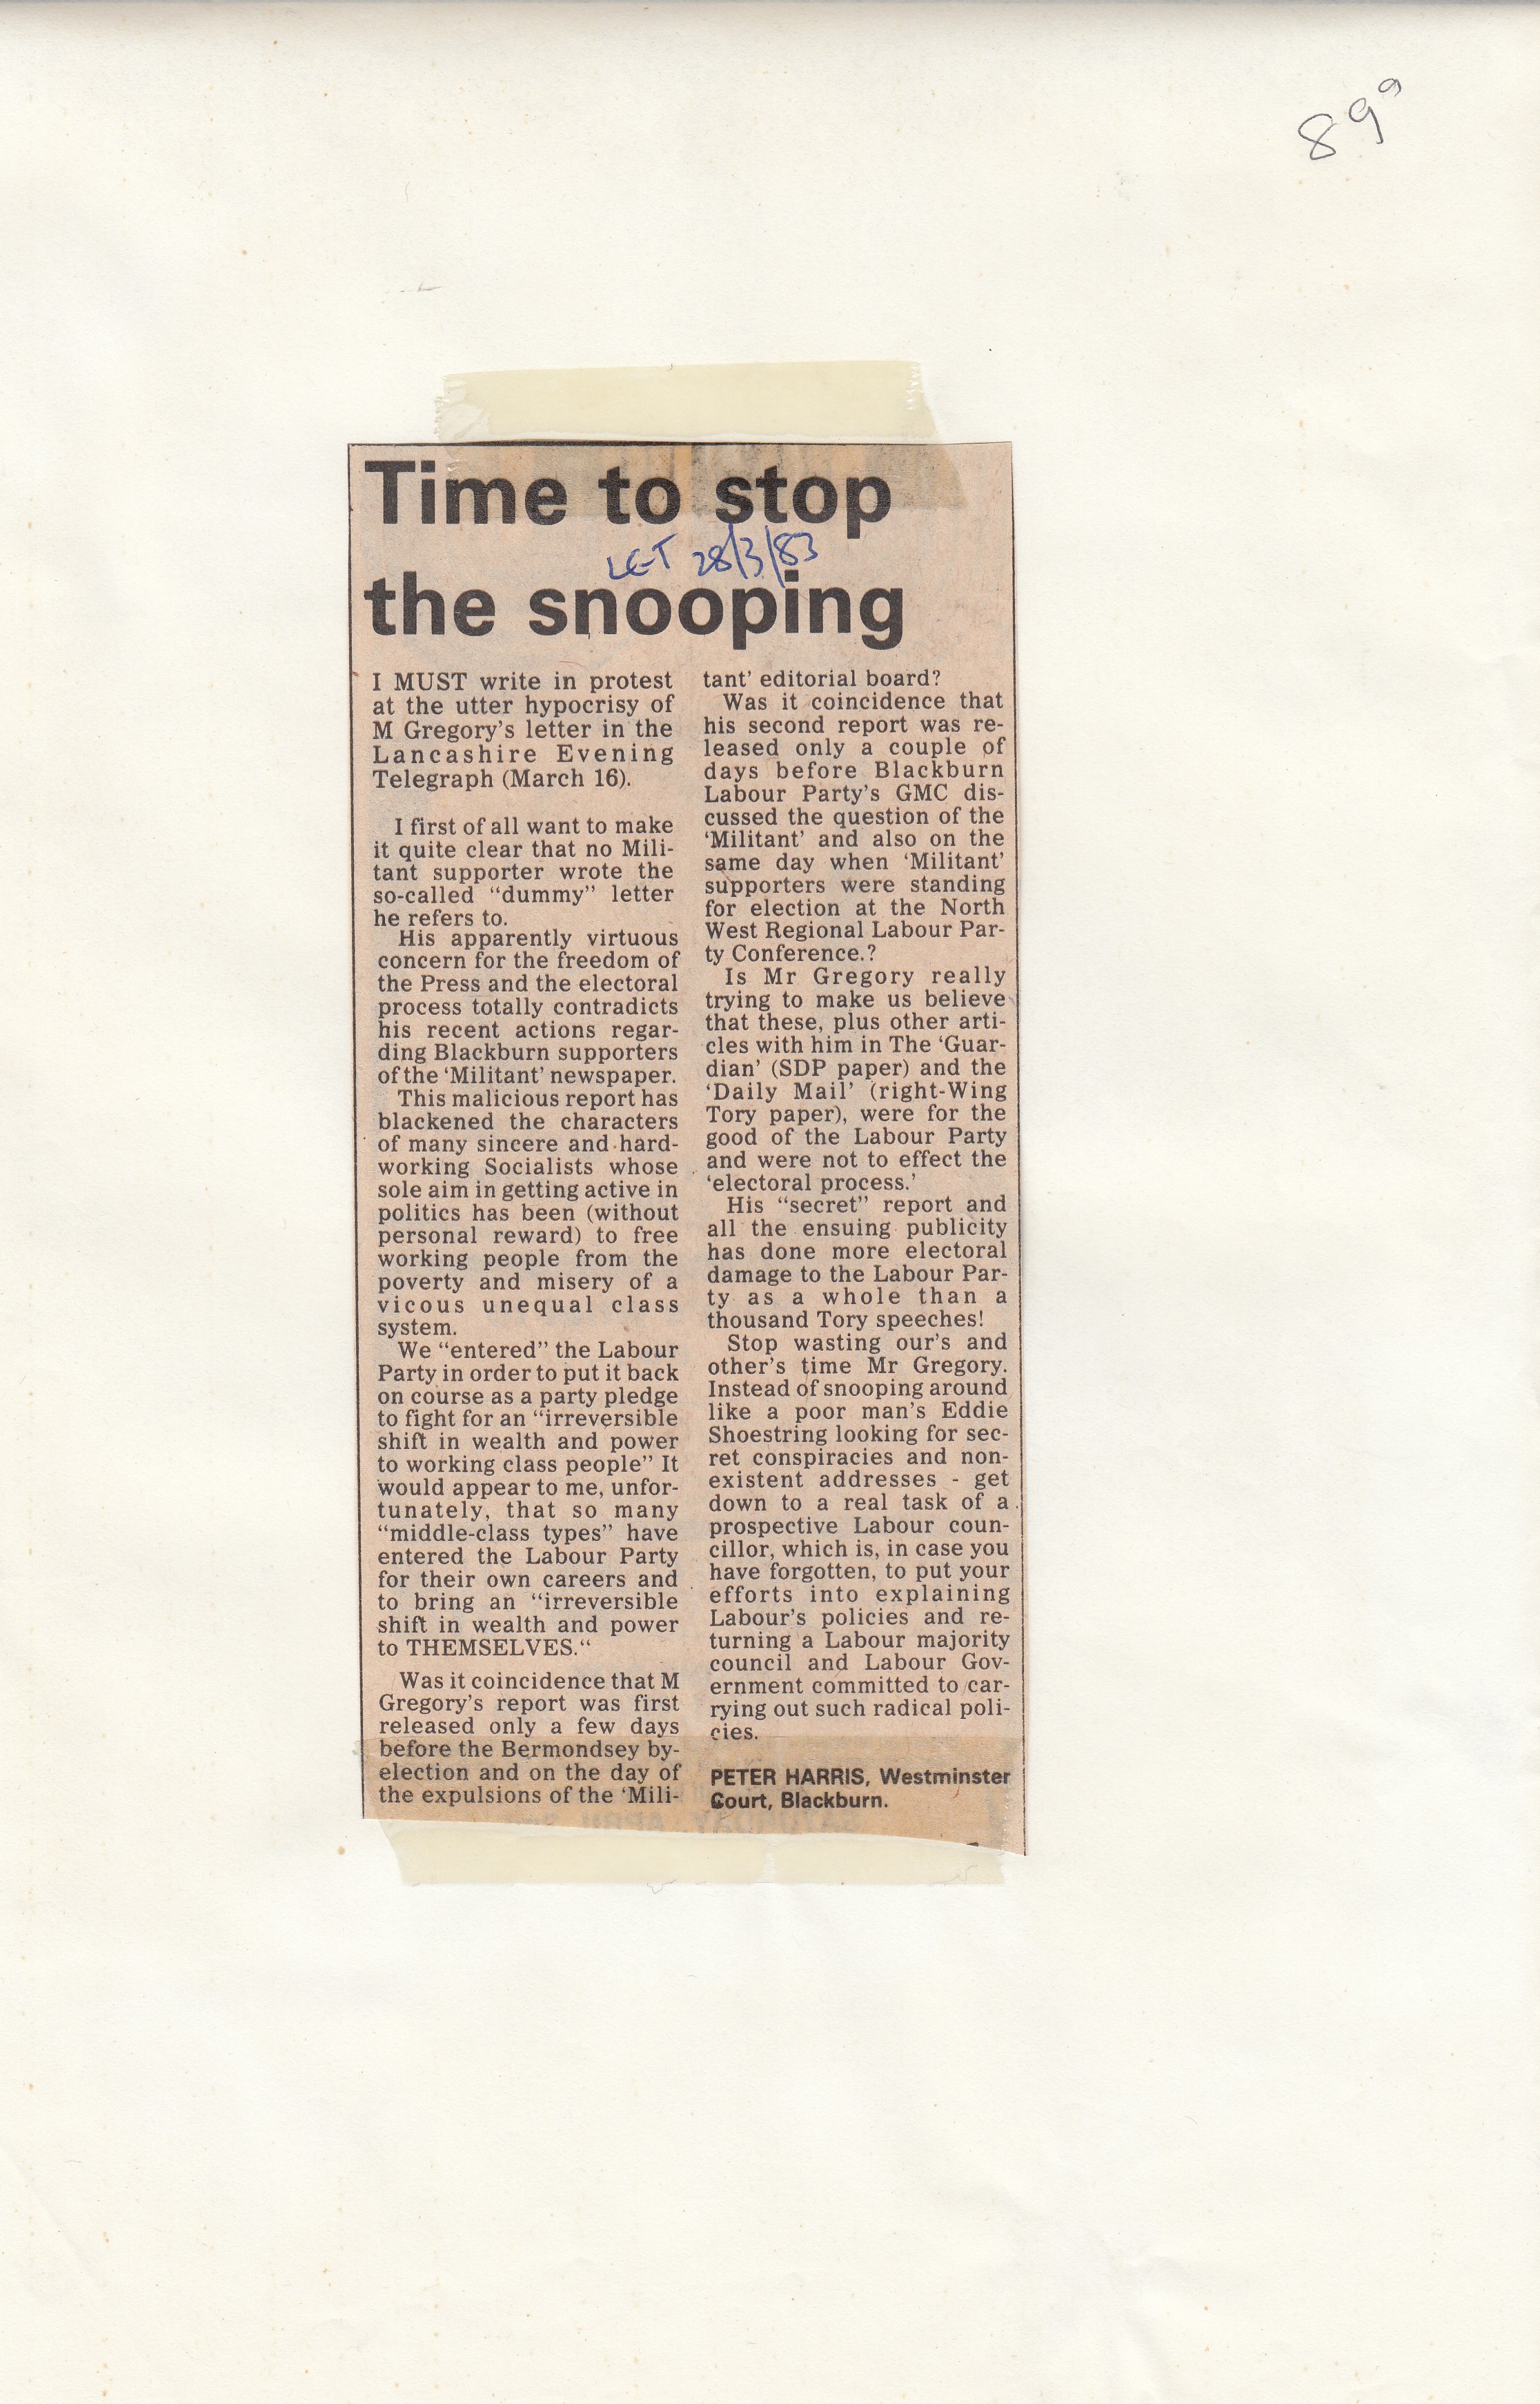 89⁹
Time to stop
LET 28/3/83
the snooping
I MUST write in protest
at the utter hypocrisy of
M Gregory's letter in the
Lancashire Evening
Telegraph (March 16).
I first of all want to make
it quite clear that no Mili-
tant supporter wrote the
so-called “dummy” letter
he refers to.
His apparently virtuous
concern for the freedom of
the Press and the electoral
process totally contradicts
his recent actions regar-
ding Blackburn supporters
of the ‘Militant’ newspaper.
This malicious report has
blackened the characters
of many sincere and hard-
working Socialists whose
sole aim in getting active in
politics has been (without
personal reward) to free
working people from the
poverty and misery of a
vicous unequal class
system.
We “entered” the Labour
Party in order to put it back
on course as a party pledge
to fight for an “irreversible
shift in wealth and power
to working class people” It
would appear to me, unfor-
tunately, that so many
“middle-class types” have
entered the Labour Party
for their own careers and
to bring an “irreversible
shift in wealth and power
to THEMSELVES.“
Was it coincidence that M
Gregory's report was first
released only a few days
before the Bermondsey by-
election and on the day of
the expulsions of the ‘Mili-
tant’ editorial board?
Was it coincidence that
his second report was re-
leased only a couple of
days before Blackburn
Labour Party's GMC dis-
cussed the question of the
‘Militant’ and also on the
same day when ‘Militant’
supporters were standing
for election at the North
West Regional Labour Par-
ty Conference.?
Is Mr Gregory really
trying to make us believe
that these, plus other arti-
cles with him in The ‘Guar-
dian’ (SDP paper) and the
‘Daily Mail’ (right-Wing
Tory paper), were for the
good of the Labour Party
and were not to effect the
‘electoral process.’
His “secret” report and
all the ensuing publicity
has done more electoral
damage to the Labour Par-
ty as a whole than a
thousand Tory speeches!
Stop wasting our's and
other's time Mr Gregory.
Instead of snooping around
like a poor man's Eddie
Shoestring looking for sec-
ret conspiracies and non-
existent addresses - get
down to a real task of a
prospective Labour coun-
cillor, which is, in case you
have forgotten, to put your
efforts into explaining
Labour's policies and re-
turning a Labour majority
council and Labour Gov-
ernment committed to car-
rying out such radical poli-
cies.
PETER HARRIS, Westminster
Court, Blackburn.